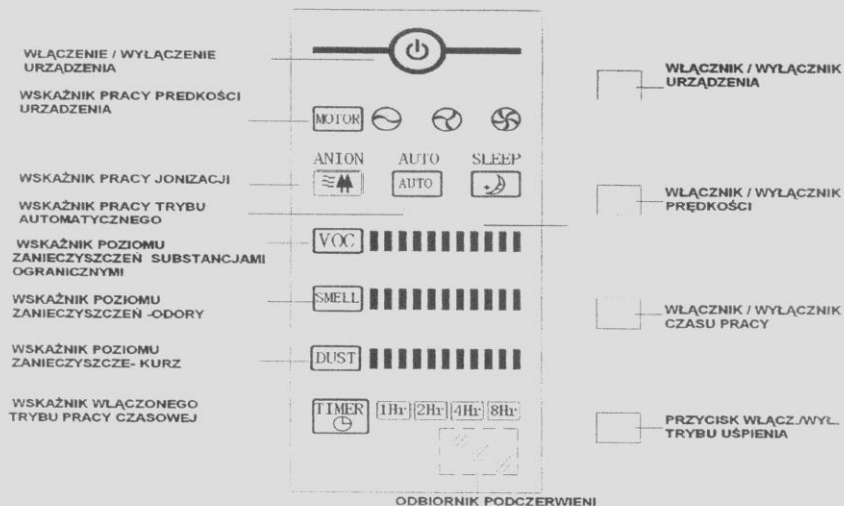 WŁĄCZENIE / WYŁĄCZENIE
URZĄDZENIA
WSKAŹNIK PRACY PREDKOŚCI
URZADZENIA
WSKAŹNIK PRACY JONIZACJI
WSKAŹNIK PRACY TRYBU
AUTOMATYCZNEGO
WSKAŹNIK POZIOMU
ZANIECZYSZCZEŃ SUBSTANCJAMI
OGRANICZNYMI
WSKAŹNIK POZIOMU
ZANIECZYSZCZEŃ -ODORY
WSKAŹNIK POZIOMU
ZANIECZYSZCZE- KURZ
WSKAŹNIK WŁĄCZONEGO
TRYBU PRACY CZASOWEJ
MOTOR
ANION AUTO SLEEP
AUTO
VOC
SMELL
DUST
TIMER 1Hr 2Hr 4Hr 8Hr
ODBIORNIK PODCZERWIENI
WŁĄCZNIK / WYŁĄCZNIK
URZĄDZENIA
WŁĄCZNIK / WYŁĄCZNIK
PRĘDKOŚCI
WŁĄCZNIK / WYŁĄCZNIK
CZASU PRACY
PRZYCISK WŁĄCZ./WYŁ.
TRYBU UŚPIENIA